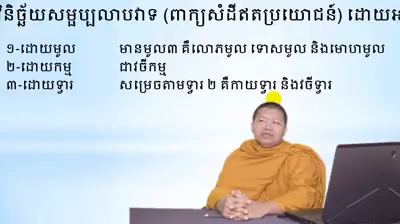 វិនិច្ឆ័យសម្ផប្បលាបវាទ (ពាក្យសំដីឥតប្រយោជន៍) ដោយអ
១-ដោយមូល មានមូល៣ គឺលោភមូល ទោសមូល និងមោហមូល
២-ដោយកម្ម ជាវចីកម្ម
៣-ដោយទ្វារ សម្រេចតាមទ្វារ ២ គឺកាយទ្វារ និងវចីទ្វារ